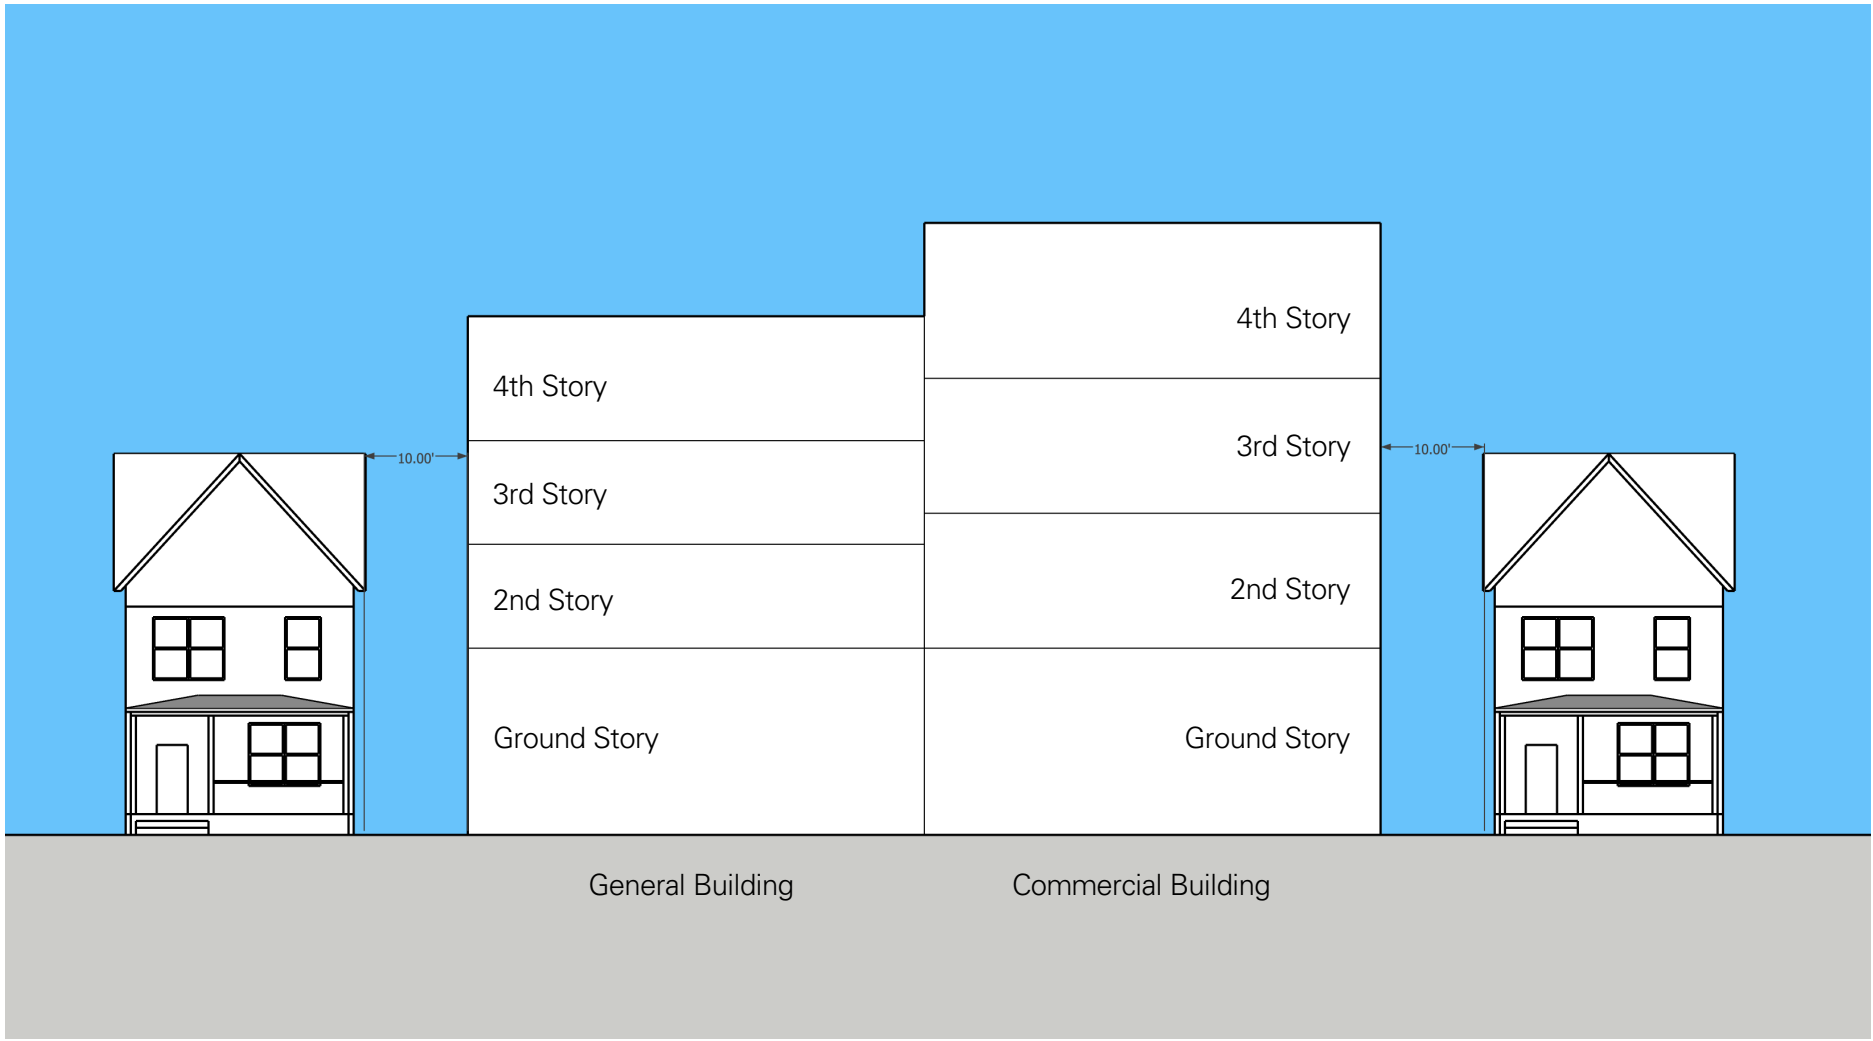 4th Story
4th Story
10.00'
3rd Story
10.00'
3rd Story
2nd Story
2nd Story
Ground Story
Ground Story
General Building
Commercial Building